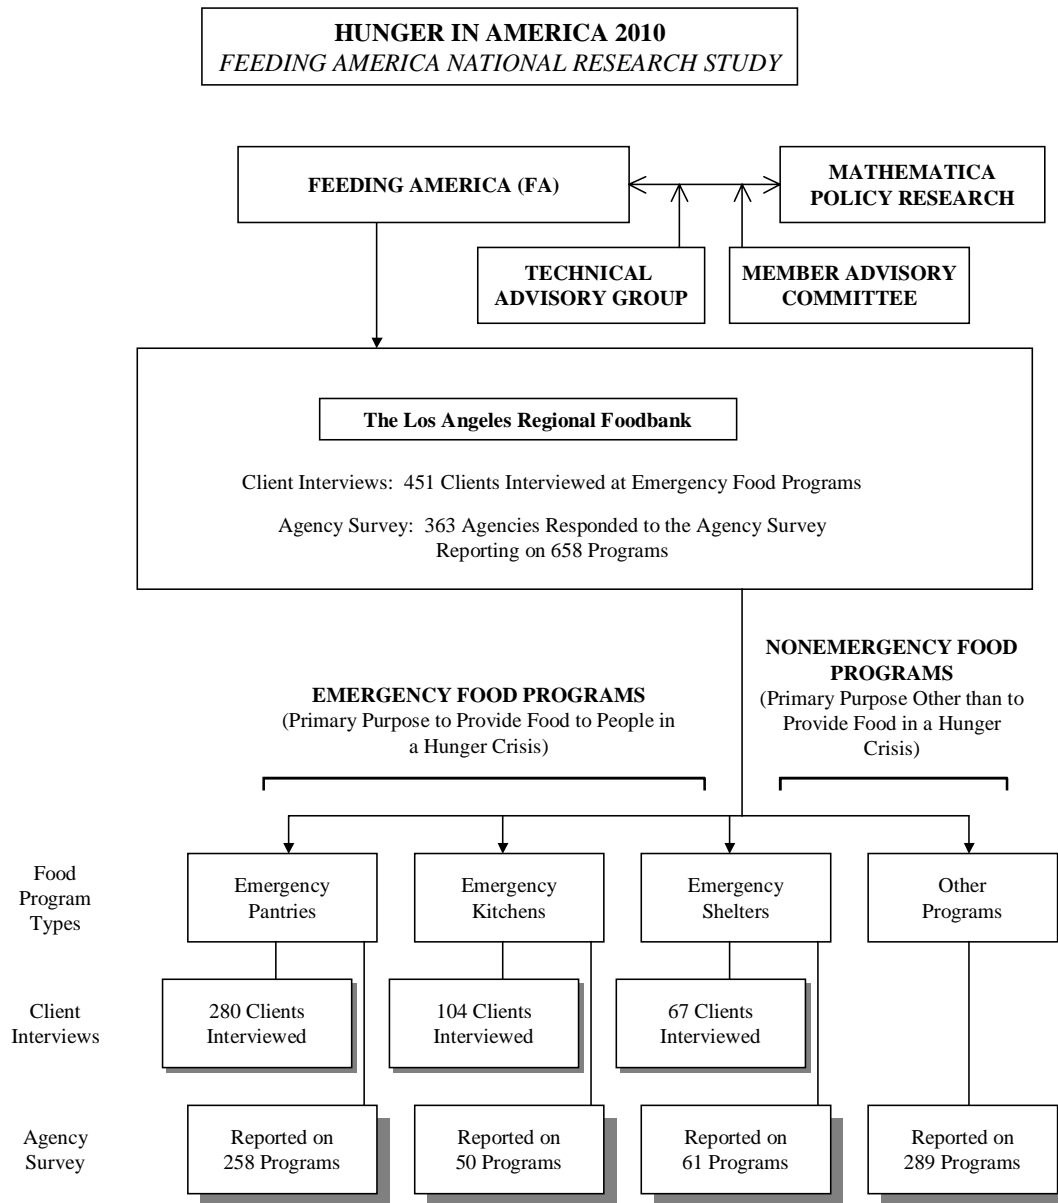 HUNGER IN AMERICA 2010
FEEDING AMERICA NATIONAL RESEARCH STUDY
FEEDING AMERICA (FA)
MATHEMATICA
POLICY RESEARCH
TECHNICAL
ADVISORY GROUP
MEMBER ADVISORY
COMMITTEE
The Los Angeles Regional Foodbank
Client Interviews: 451 Clients Interviewed at Emergency Food Programs
Agency Survey: 363 Agencies Responded to the Agency Survey
Reporting on 658 Programs
EMERGENCY FOOD PROGRAMS
(Primary Purpose to Provide Food to People in
a Hunger Crisis)
NONEMERGENCY FOOD
PROGRAMS
(Primary Purpose Other than to
Provide Food in a Hunger
Crisis)
Food
Program
Types
Emergency
Pantries
Emergency
Kitchens
Emergency
Shelters
Other
Programs
Client
Interviews
280 Clients
Interviewed
104 Clients
Interviewed
67 Clients
Interviewed
Agency
Survey
Reported on
258 Programs
Reported on
50 Programs
Reported on
61 Programs
Reported on
289 Programs